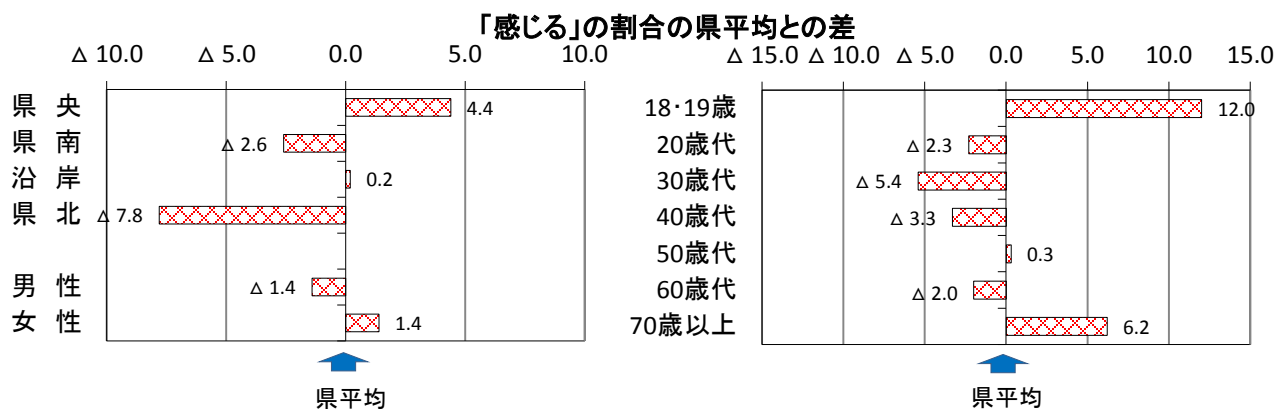 「感じる」の割合の県平均との差
△ 10.0 △ 5.0 0.0 5.0 10.0
県 央 4.4
県 南 △ 2.6
沿 岸 0.2
県 北 △ 7.8
男 性 △ 1.4
女 性 1.4
県平均
△ 15.0 △ 10.0 △ 5.0 0.0 5.0 10.0 15.0
18・19歳 12.0
20歳代 △ 2.3
30歳代 △ 5.4
40歳代 △ 3.3
50歳代 0.3
60歳代 △ 2.0
70歳以上 6.2
県平均